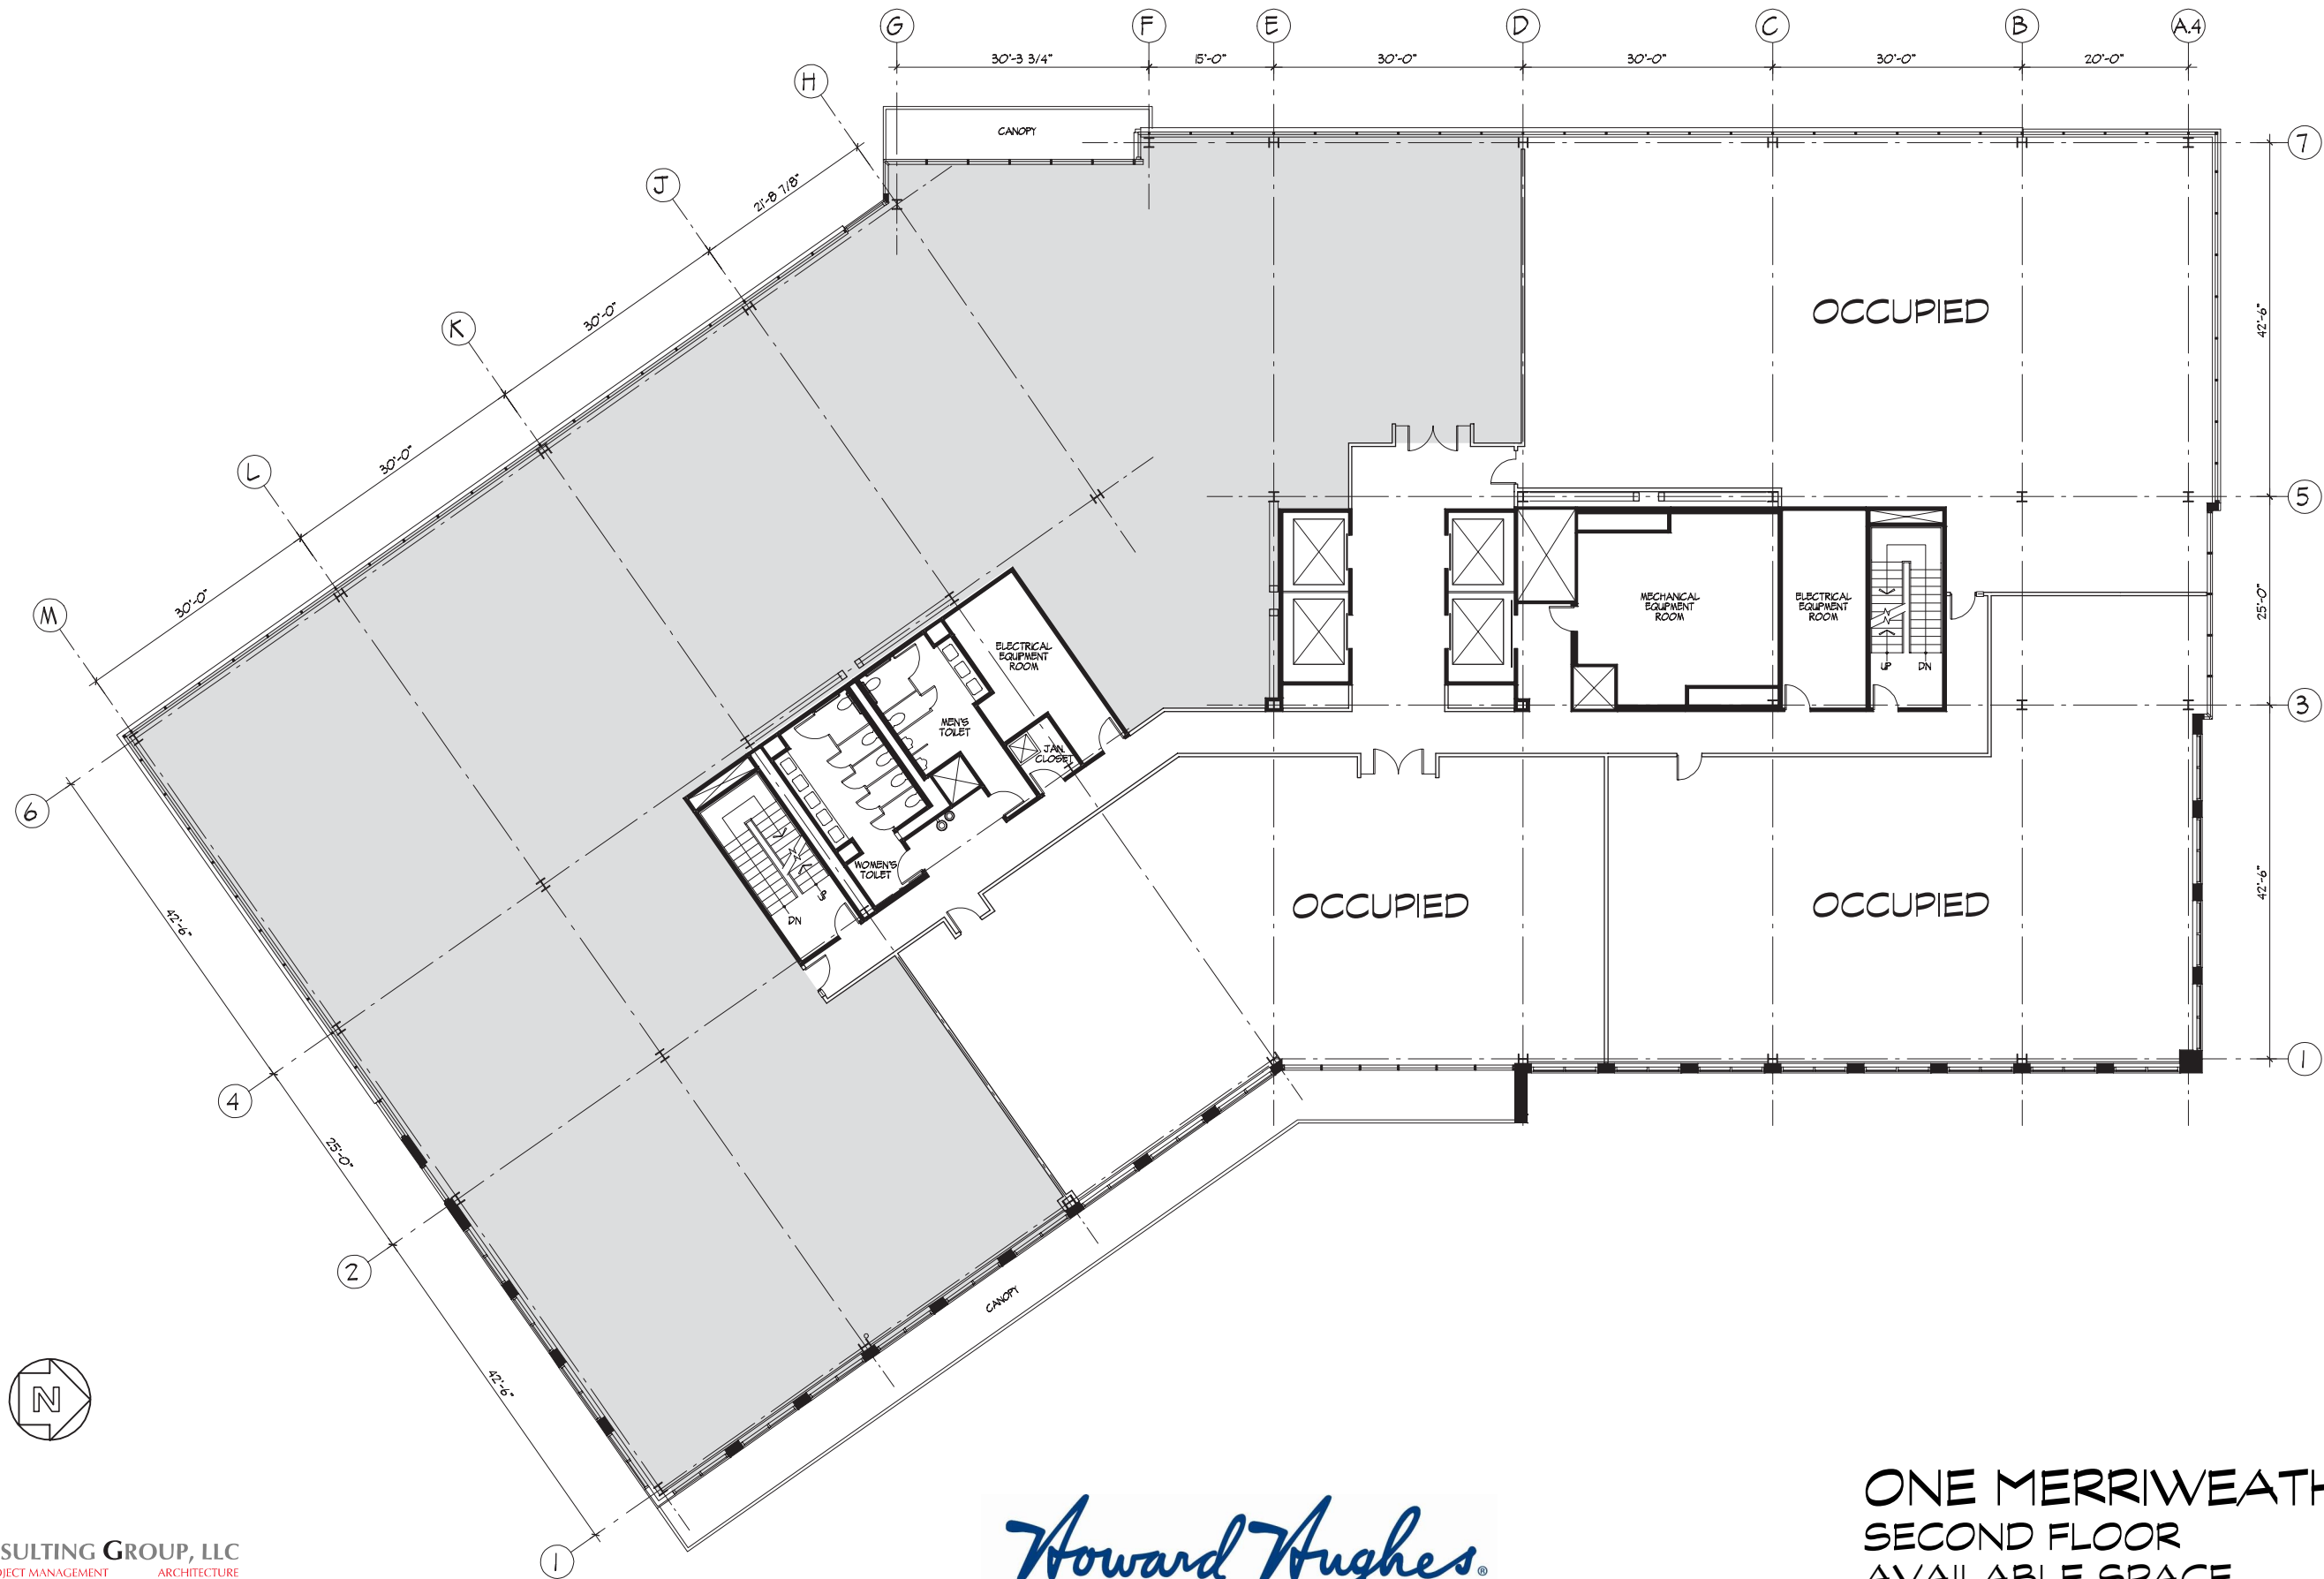 G
F
E
D
C
B
A.4
30'-3 3/4"
15'-0"
30'-0"
30'-0"
30'-0"
20'-0"
H
CANOPY
7
J
21'-8 7/8"
K
30'-0"
OCCUPIED
42'-6"
L
30'-0"
5
M
30'-0"
MECHANICAL
EQUIPMENT
ROOM
ELECTRICAL
EQUIPMENT
ROOM
25'-0"
UP
DN
ELECTRICAL
EQUIPMENT
ROOM
3
MEN'S
TOILET
JAN.
CLOSET
6
WOMEN'S
TOILET
UP
DN
OCCUPIED
OCCUPIED
42'-6"
42'-6"
4
1
25'-0"
2
CANOPY
42'-6"
N
1
ONE MERRIWEATH
SECOND FLOOR
AVAILABLE SPACE
Howard Hughes®
SULTING GROUP, LLC
JECT MANAGEMENT ARCHITECTURE